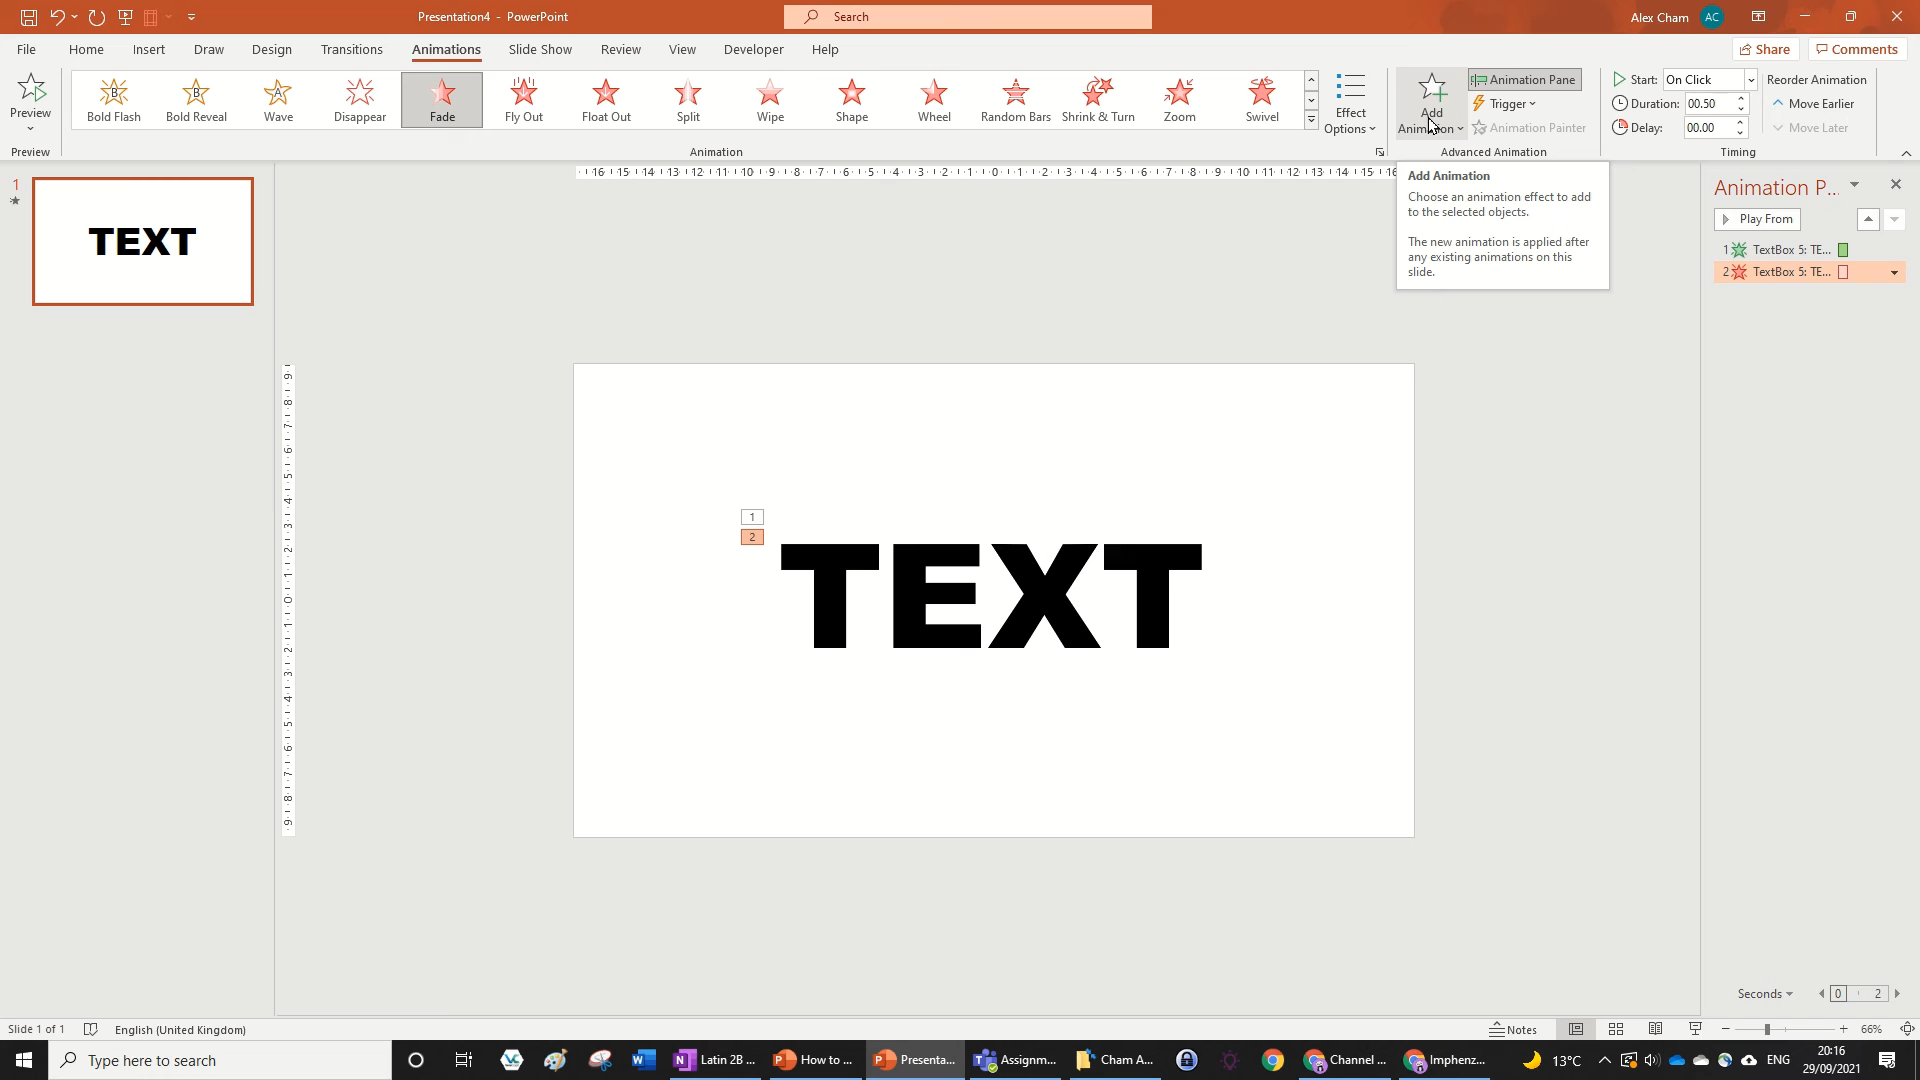 Presentation4 - PowerPoint
Search
Alex Cham
AC
File
Home
Insert
Draw
Design
Transitions
Animations
Slide Show
Review
View
Developer
Help
Share
Comments
Preview
Preview
Bold Flash
Bold Reveal
Wave
Disappear
Fade
Fly Out
Float Out
Split
Wipe
Shape
Wheel
Random Bars
Shrink & Turn
Zoom
Swivel
Animation
Effect
Options
Add
Animation
Animation Pane
Trigger
Animation Painter
Advanced Animation
Start: On Click
Duration: 00.50
Delay: 00.00
Reorder Animation
Move Earlier
Move Later
Timing
Add Animation
Choose an animation effect to add
to the selected objects.
The new animation is applied after
any existing animations on this
slide.
Animation P...
Play From
1 TextBox 5: TE...
2 TextBox 5: TE...
1
TEXT
1
2
TEXT
Seconds
0 2
Slide 1 of 1
English (United Kingdom)
Notes
66%
Type here to search
Latin 2B ...
How to ...
Presenta...
Assignm...
Cham A...
Channel ...
Imphenz...
13°C
ENG
20:16
29/09/2021